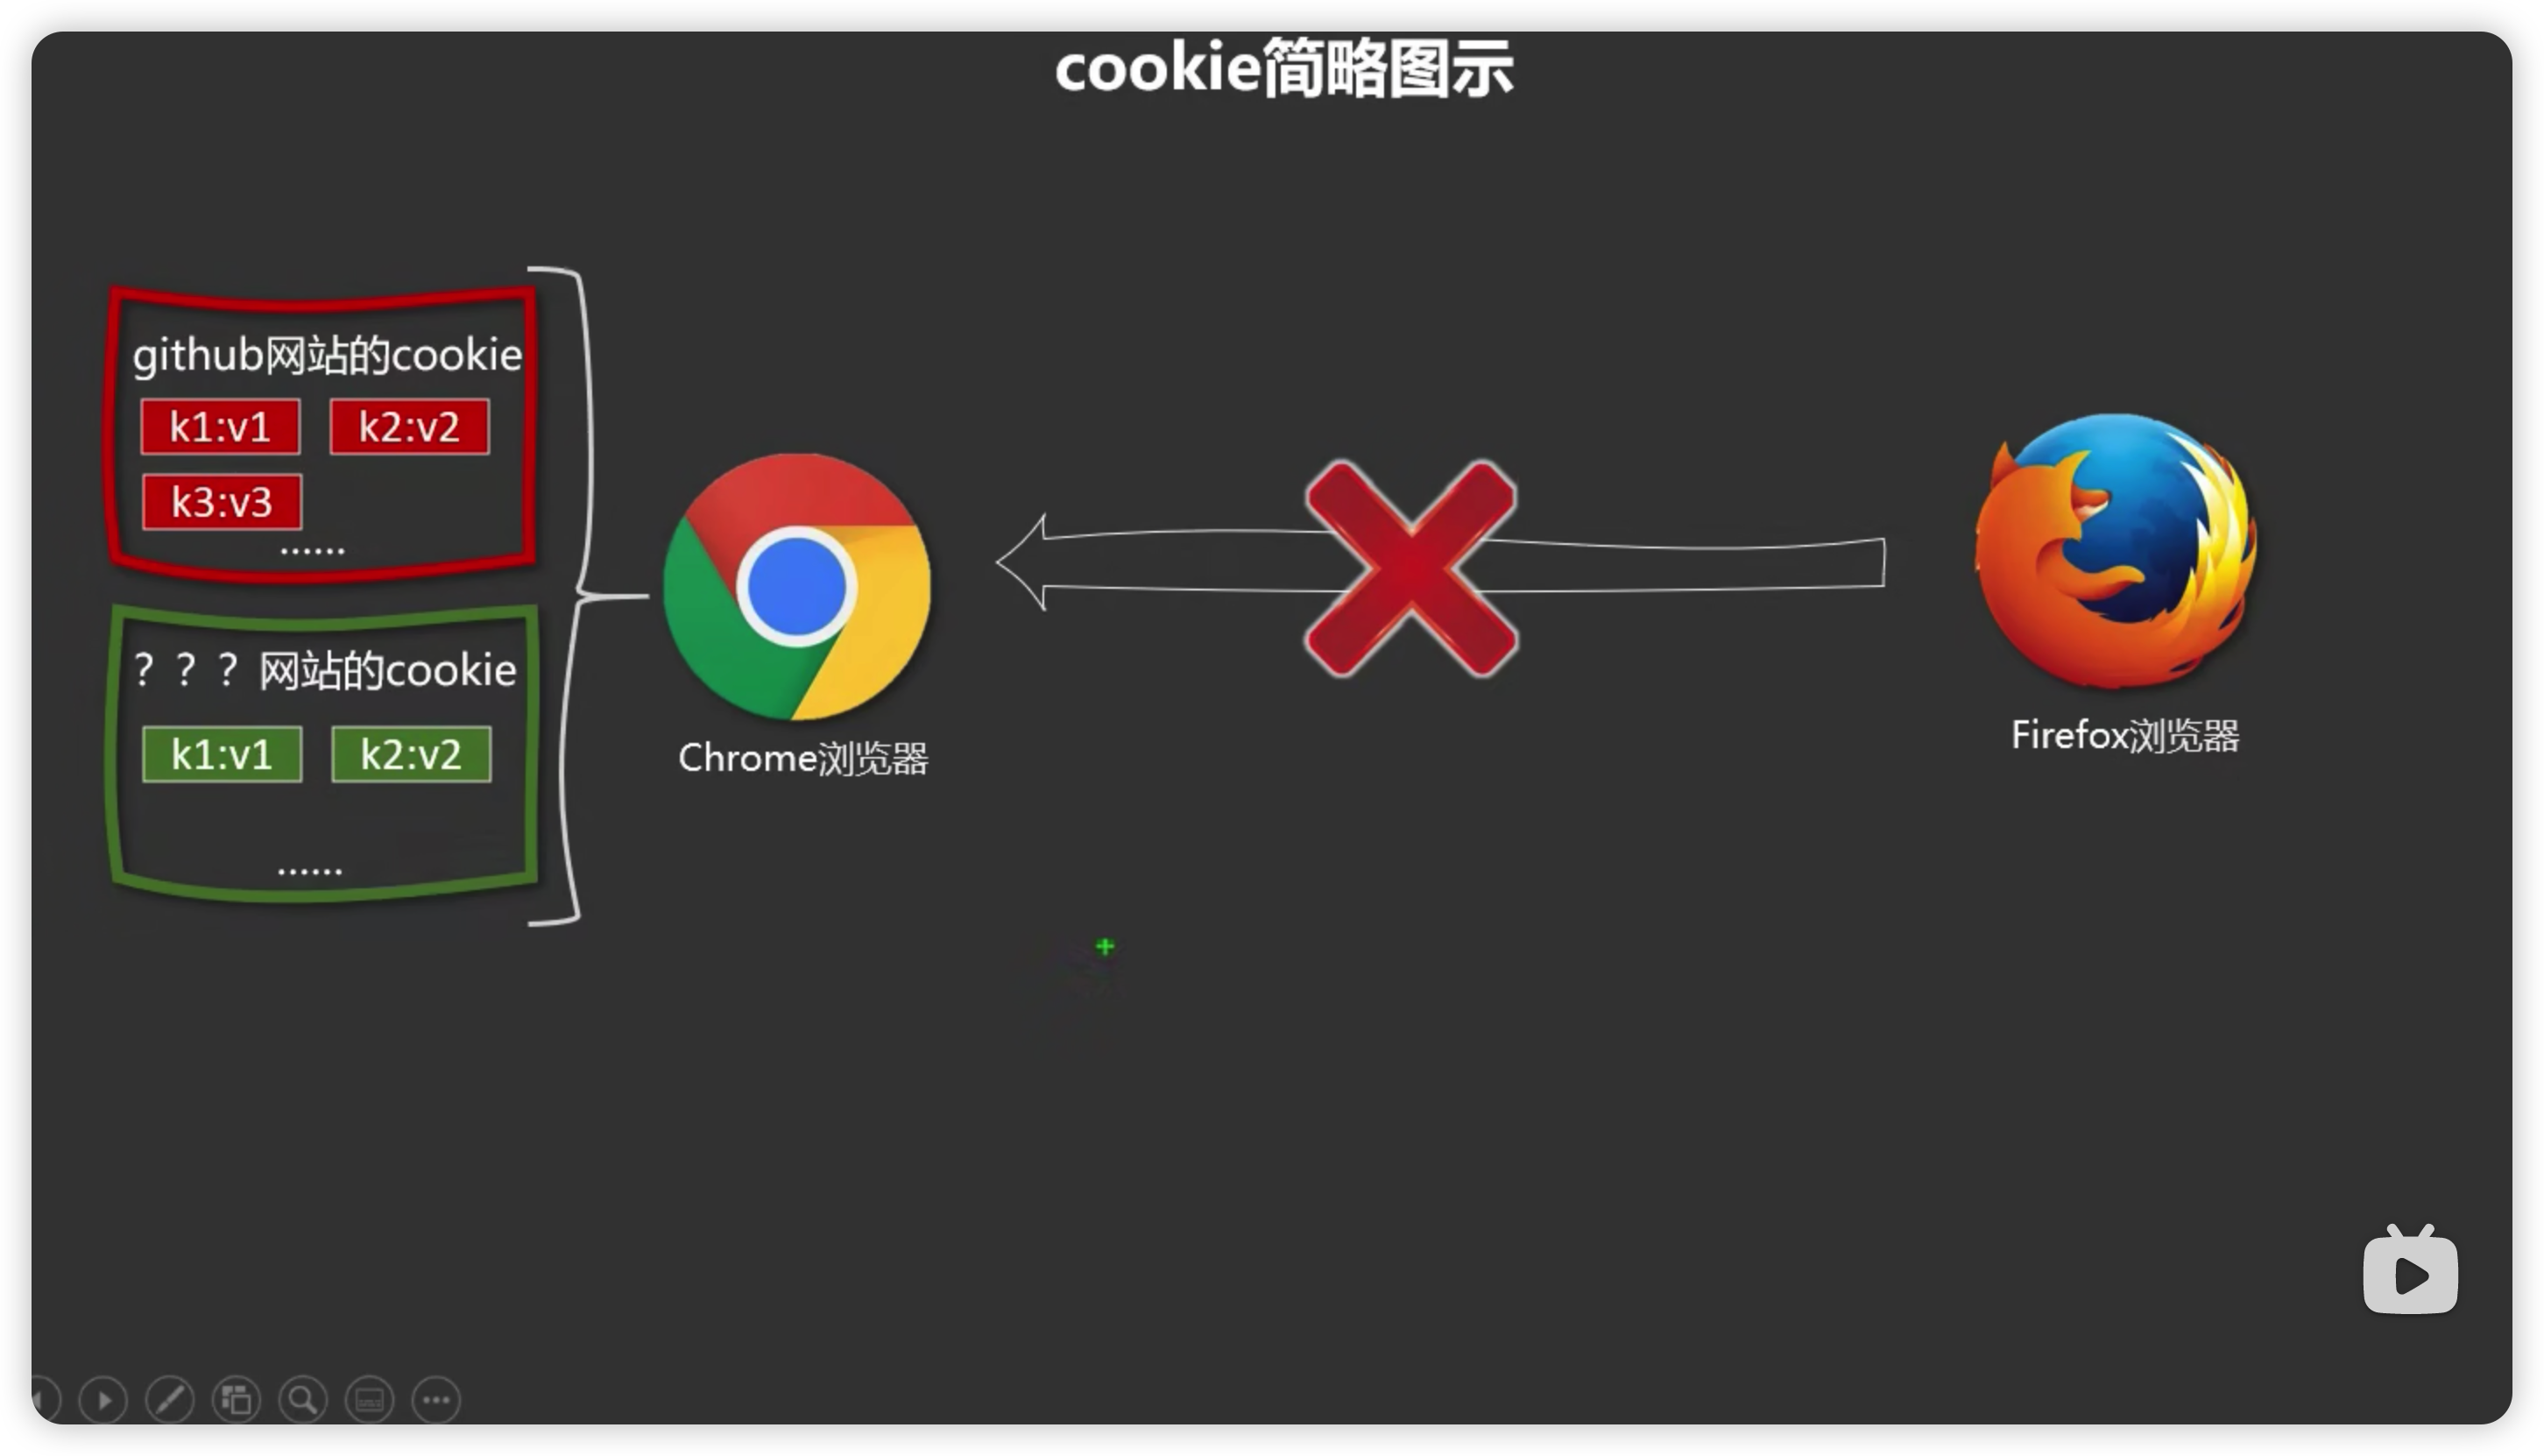 cookie简略图示
github网站的cookie
k1:v1 k2:v2
k3:v3
......
？？？网站的cookie
k1:v1 k2:v2
......
Chrome浏览器
Firefox浏览器